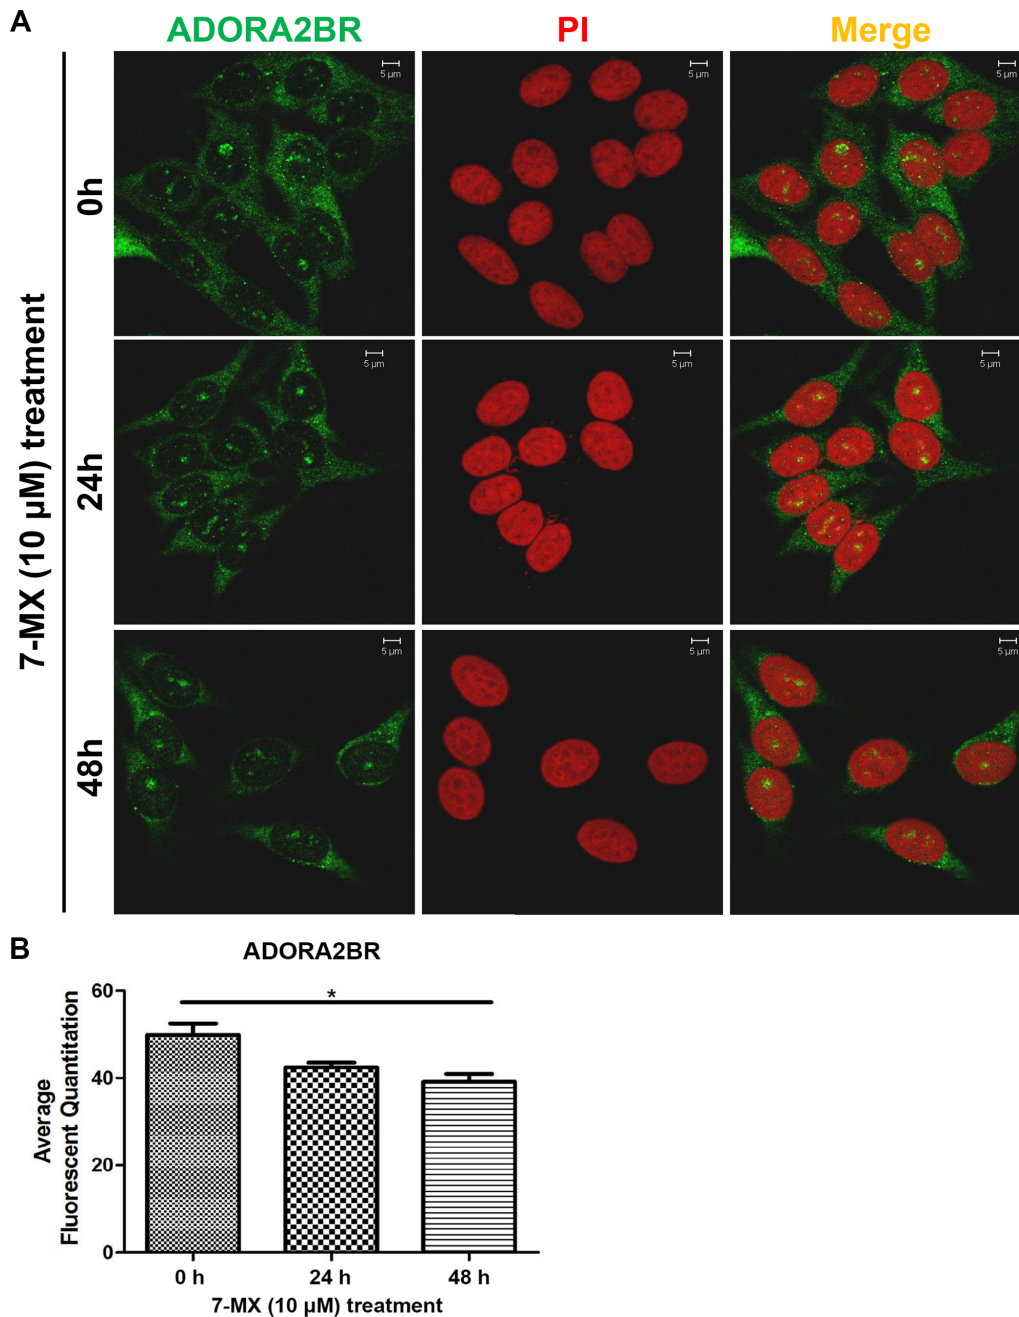 A
ADORA2BR PI Merge
7-MX (10 µM) treatment
0h
5 µm
5 µm
5 µm
24h
5 µm
5 µm
5 µm
48h
5 µm
5 µm
5 µm
B
ADORA2BR
Average
Fluorescent Quantitation
60
40
20
0
*
0 h 24 h 48 h
7-MX (10 µM) treatment